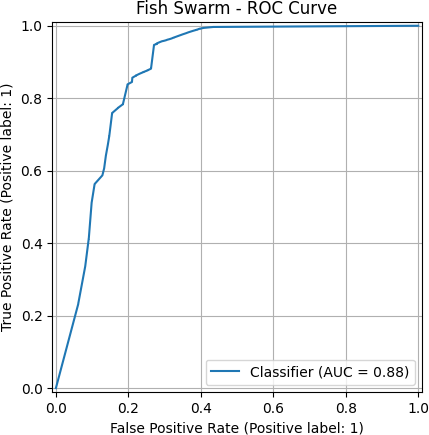 Fish Swarm - ROC Curve
True Positive Rate (Positive label: 1)
1.0
0.8
0.6
0.4
0.2
0.0
0.0 0.2 0.4 0.6 0.8 1.0
Classifier (AUC = 0.88)
False Positive Rate (Positive label: 1)